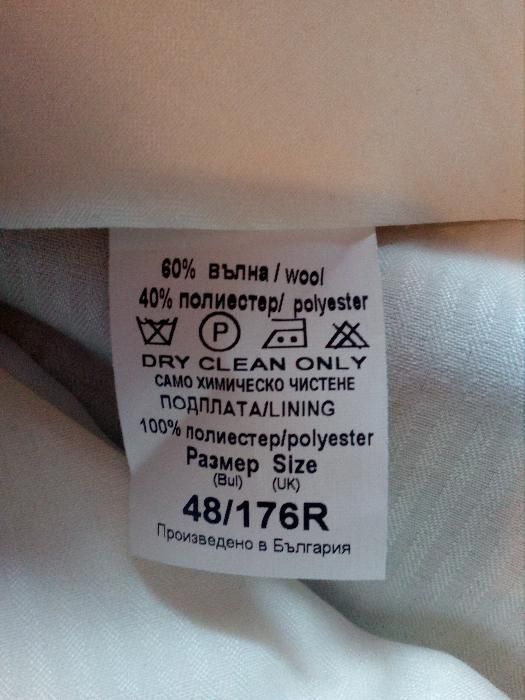 60% вълна / wool
40% полиестер/ polyester
P
DRY CLEAN ONLY
САМО ХИМИЧЕСКО ЧИСТЕНЕ
ПОДПЛАТА/LINING
100% полиестер/polyester
Размер Size
(Bul) (UK)
48/176R
Произведено в България